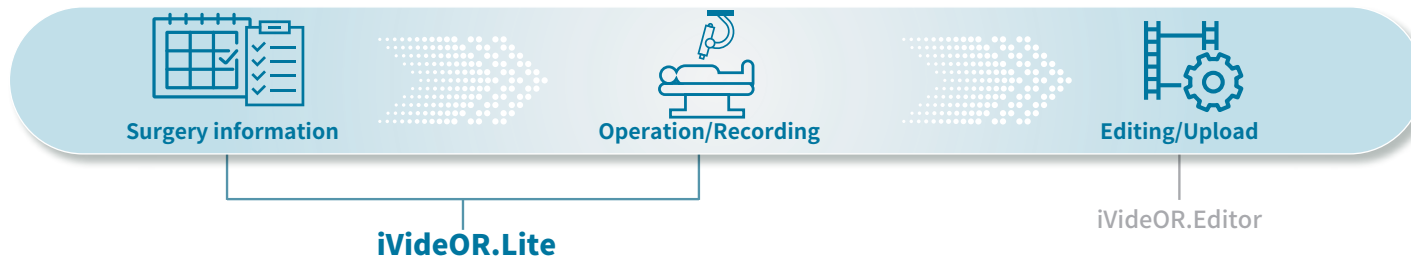 Surgery information
Operation/Recording
Editing/Upload
iVideOR.Lite
iVideOR.Editor